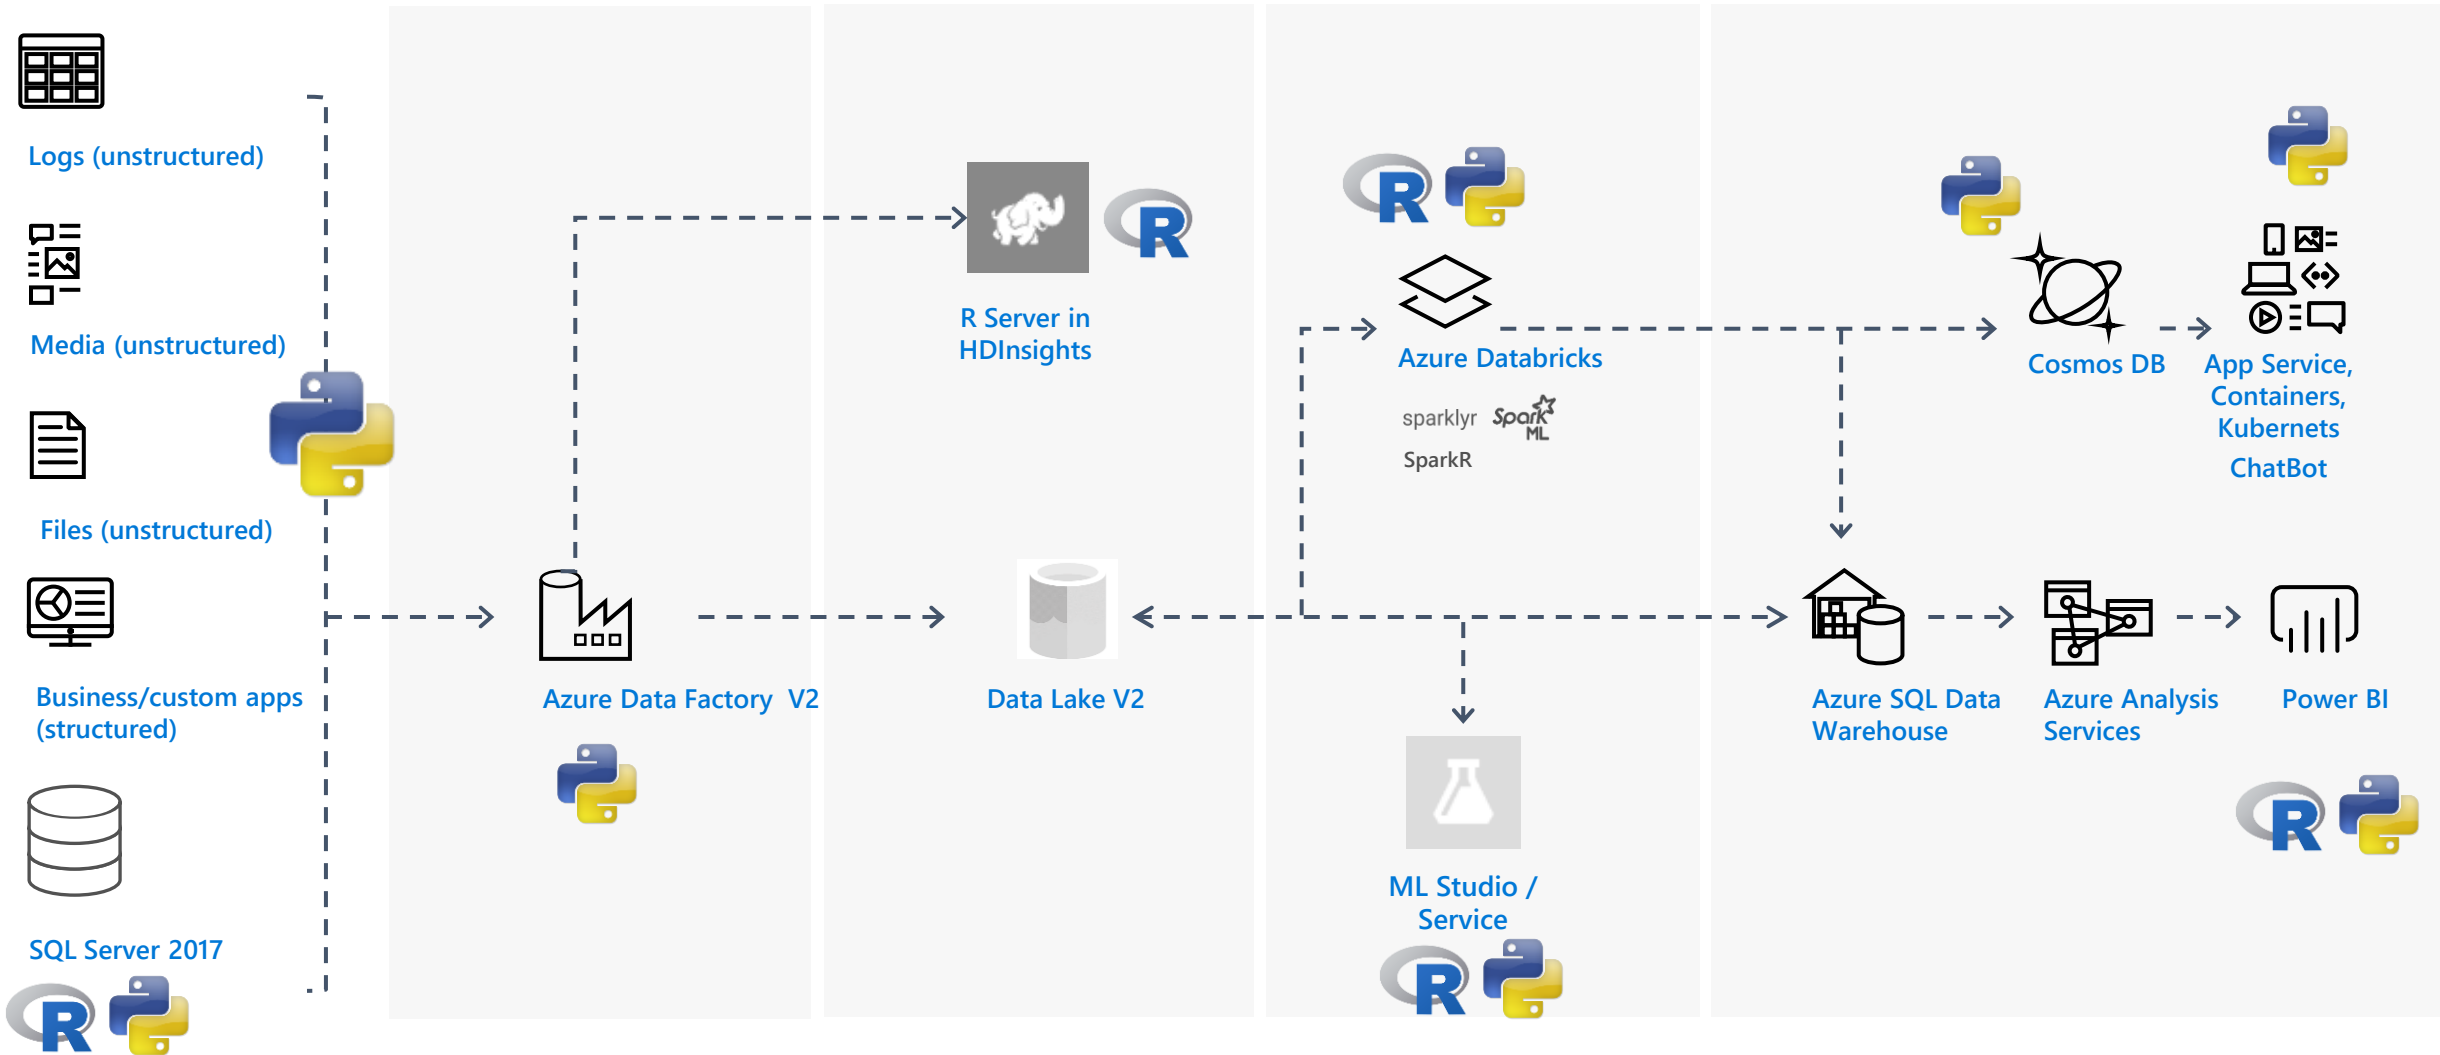 Logs (unstructured)
Media (unstructured)
Files (unstructured)
Business/custom apps
(structured)
SQL Server 2017
R
Azure Data Factory V2
R
R Server in
HDInsights
Data Lake V2
R
Azure Databricks
sparklyr
Spark
ML
SparkR
ML Studio /
Service
R
Cosmos DB
App Service,
Containers,
Kubernets
ChatBot
Azure SQL Data
Warehouse
Azure Analysis
Services
Power BI
R